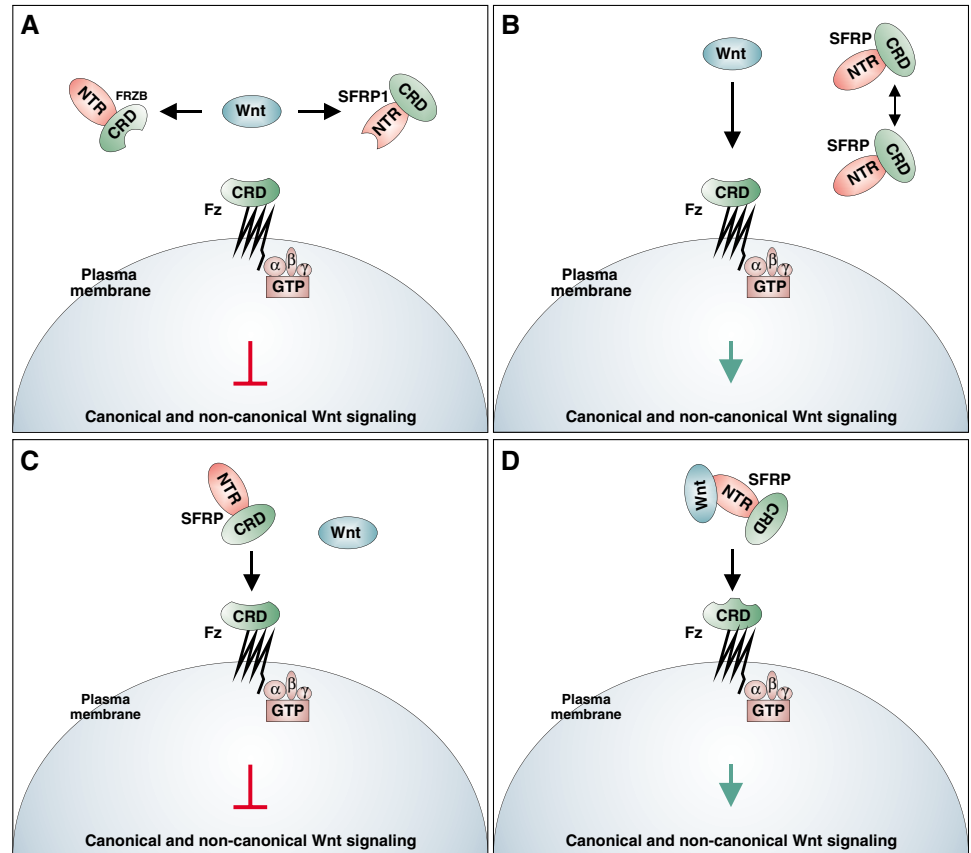 A
NTR
FRZB
CRD
Wnt
SFRP1
CRD
NTR
CRD
Fz
α β γ
GTP
Plasma
membrane
Canonical and non-canonical Wnt signaling
B
Wnt
SFRP
CRD
NTR
SFRP
CRD
NTR
CRD
Fz
α β γ
GTP
Plasma
membrane
Canonical and non-canonical Wnt signaling
C
NTR
SFRP
CRD
Wnt
CRD
Fz
α β γ
GTP
Plasma
membrane
Canonical and non-canonical Wnt signaling
D
Wnt
NTR
SFRP
CRD
CRD
Fz
α β γ
GTP
Plasma
membrane
Canonical and non-canonical Wnt signaling